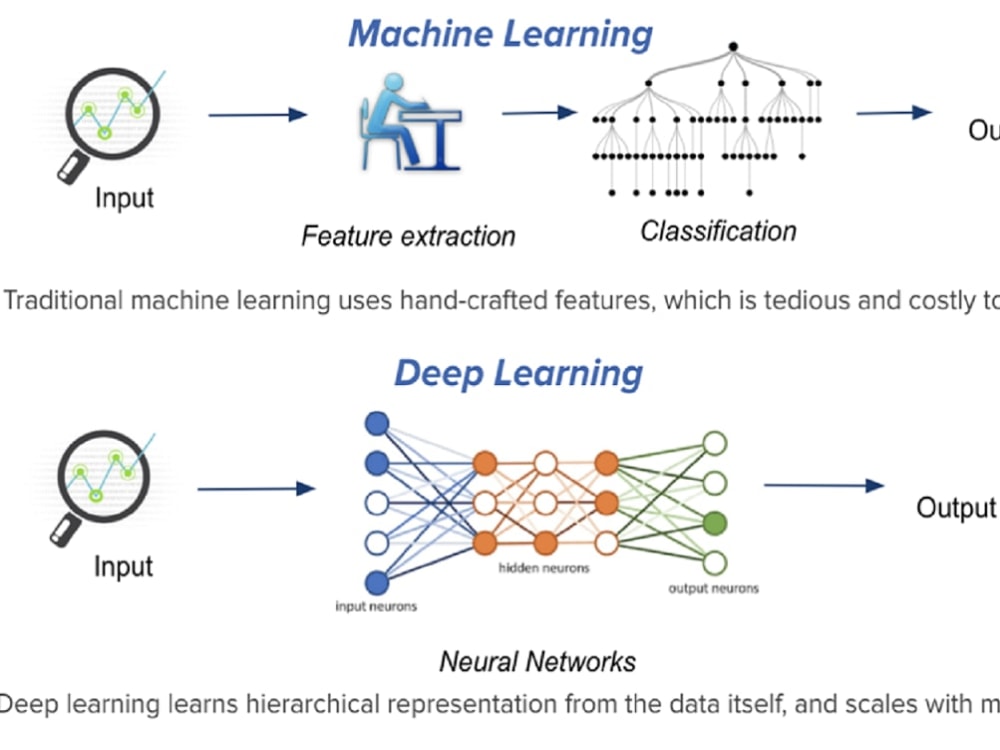 Machine Learning
Input
Feature extraction
Classification
Traditional machine learning uses hand-crafted features, which is tedious and costly
Deep Learning
Input
input neurons
hidden neurons
output neurons
Output
Neural Networks
Deep learning learns hierarchical representation from the data itself, and scales with